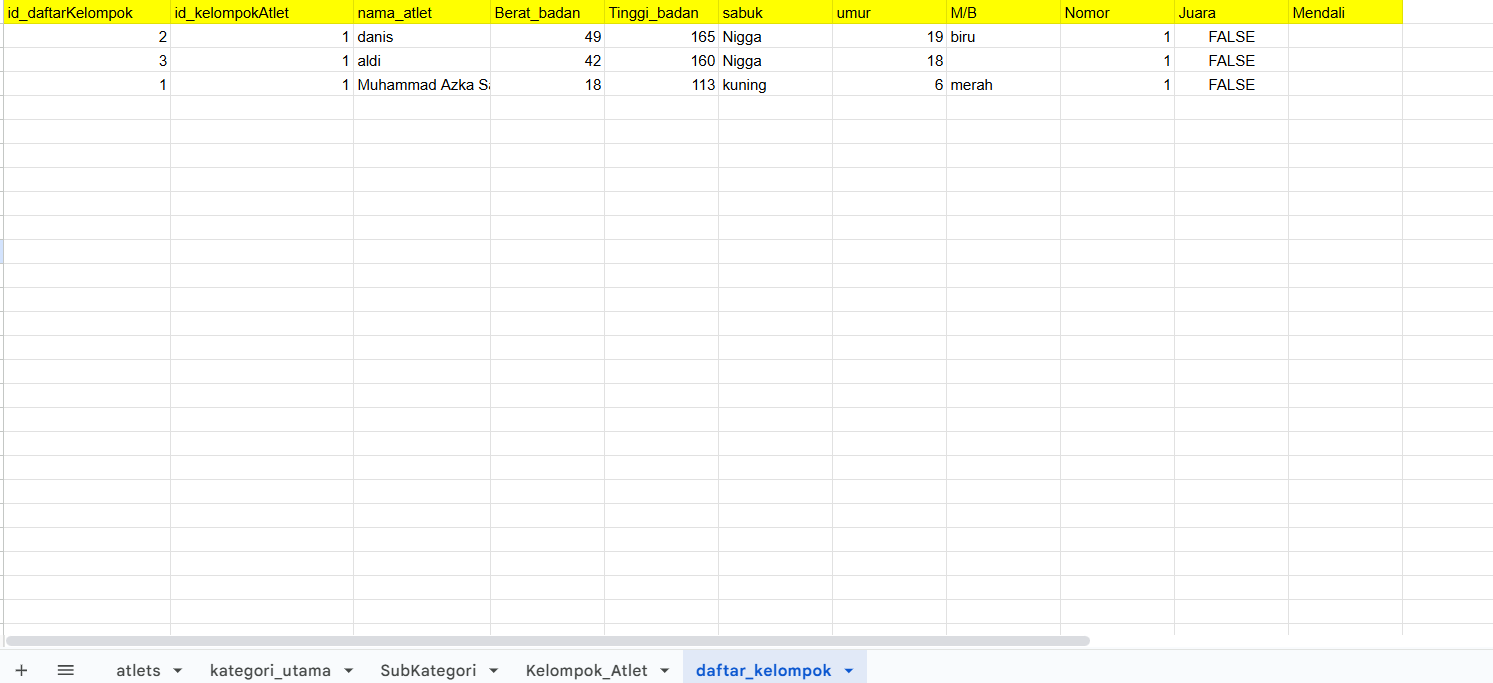 id_daftarKelompok id_kelompokAtlet nama_atlet Berat_badan Tinggi_badan sabuk umur M/B Nomor Juara Mendali
2 1 danis 49 165 Nigga 19 biru 1 FALSE
3 1 aldi 42 160 Nigga 18 1 FALSE
1 1 Muhammad Azka Sa 18 113 kuning 6 merah 1 FALSE
+ atlets kategori_utama SubKategori Kelompok_Atlet daftar_kelompok